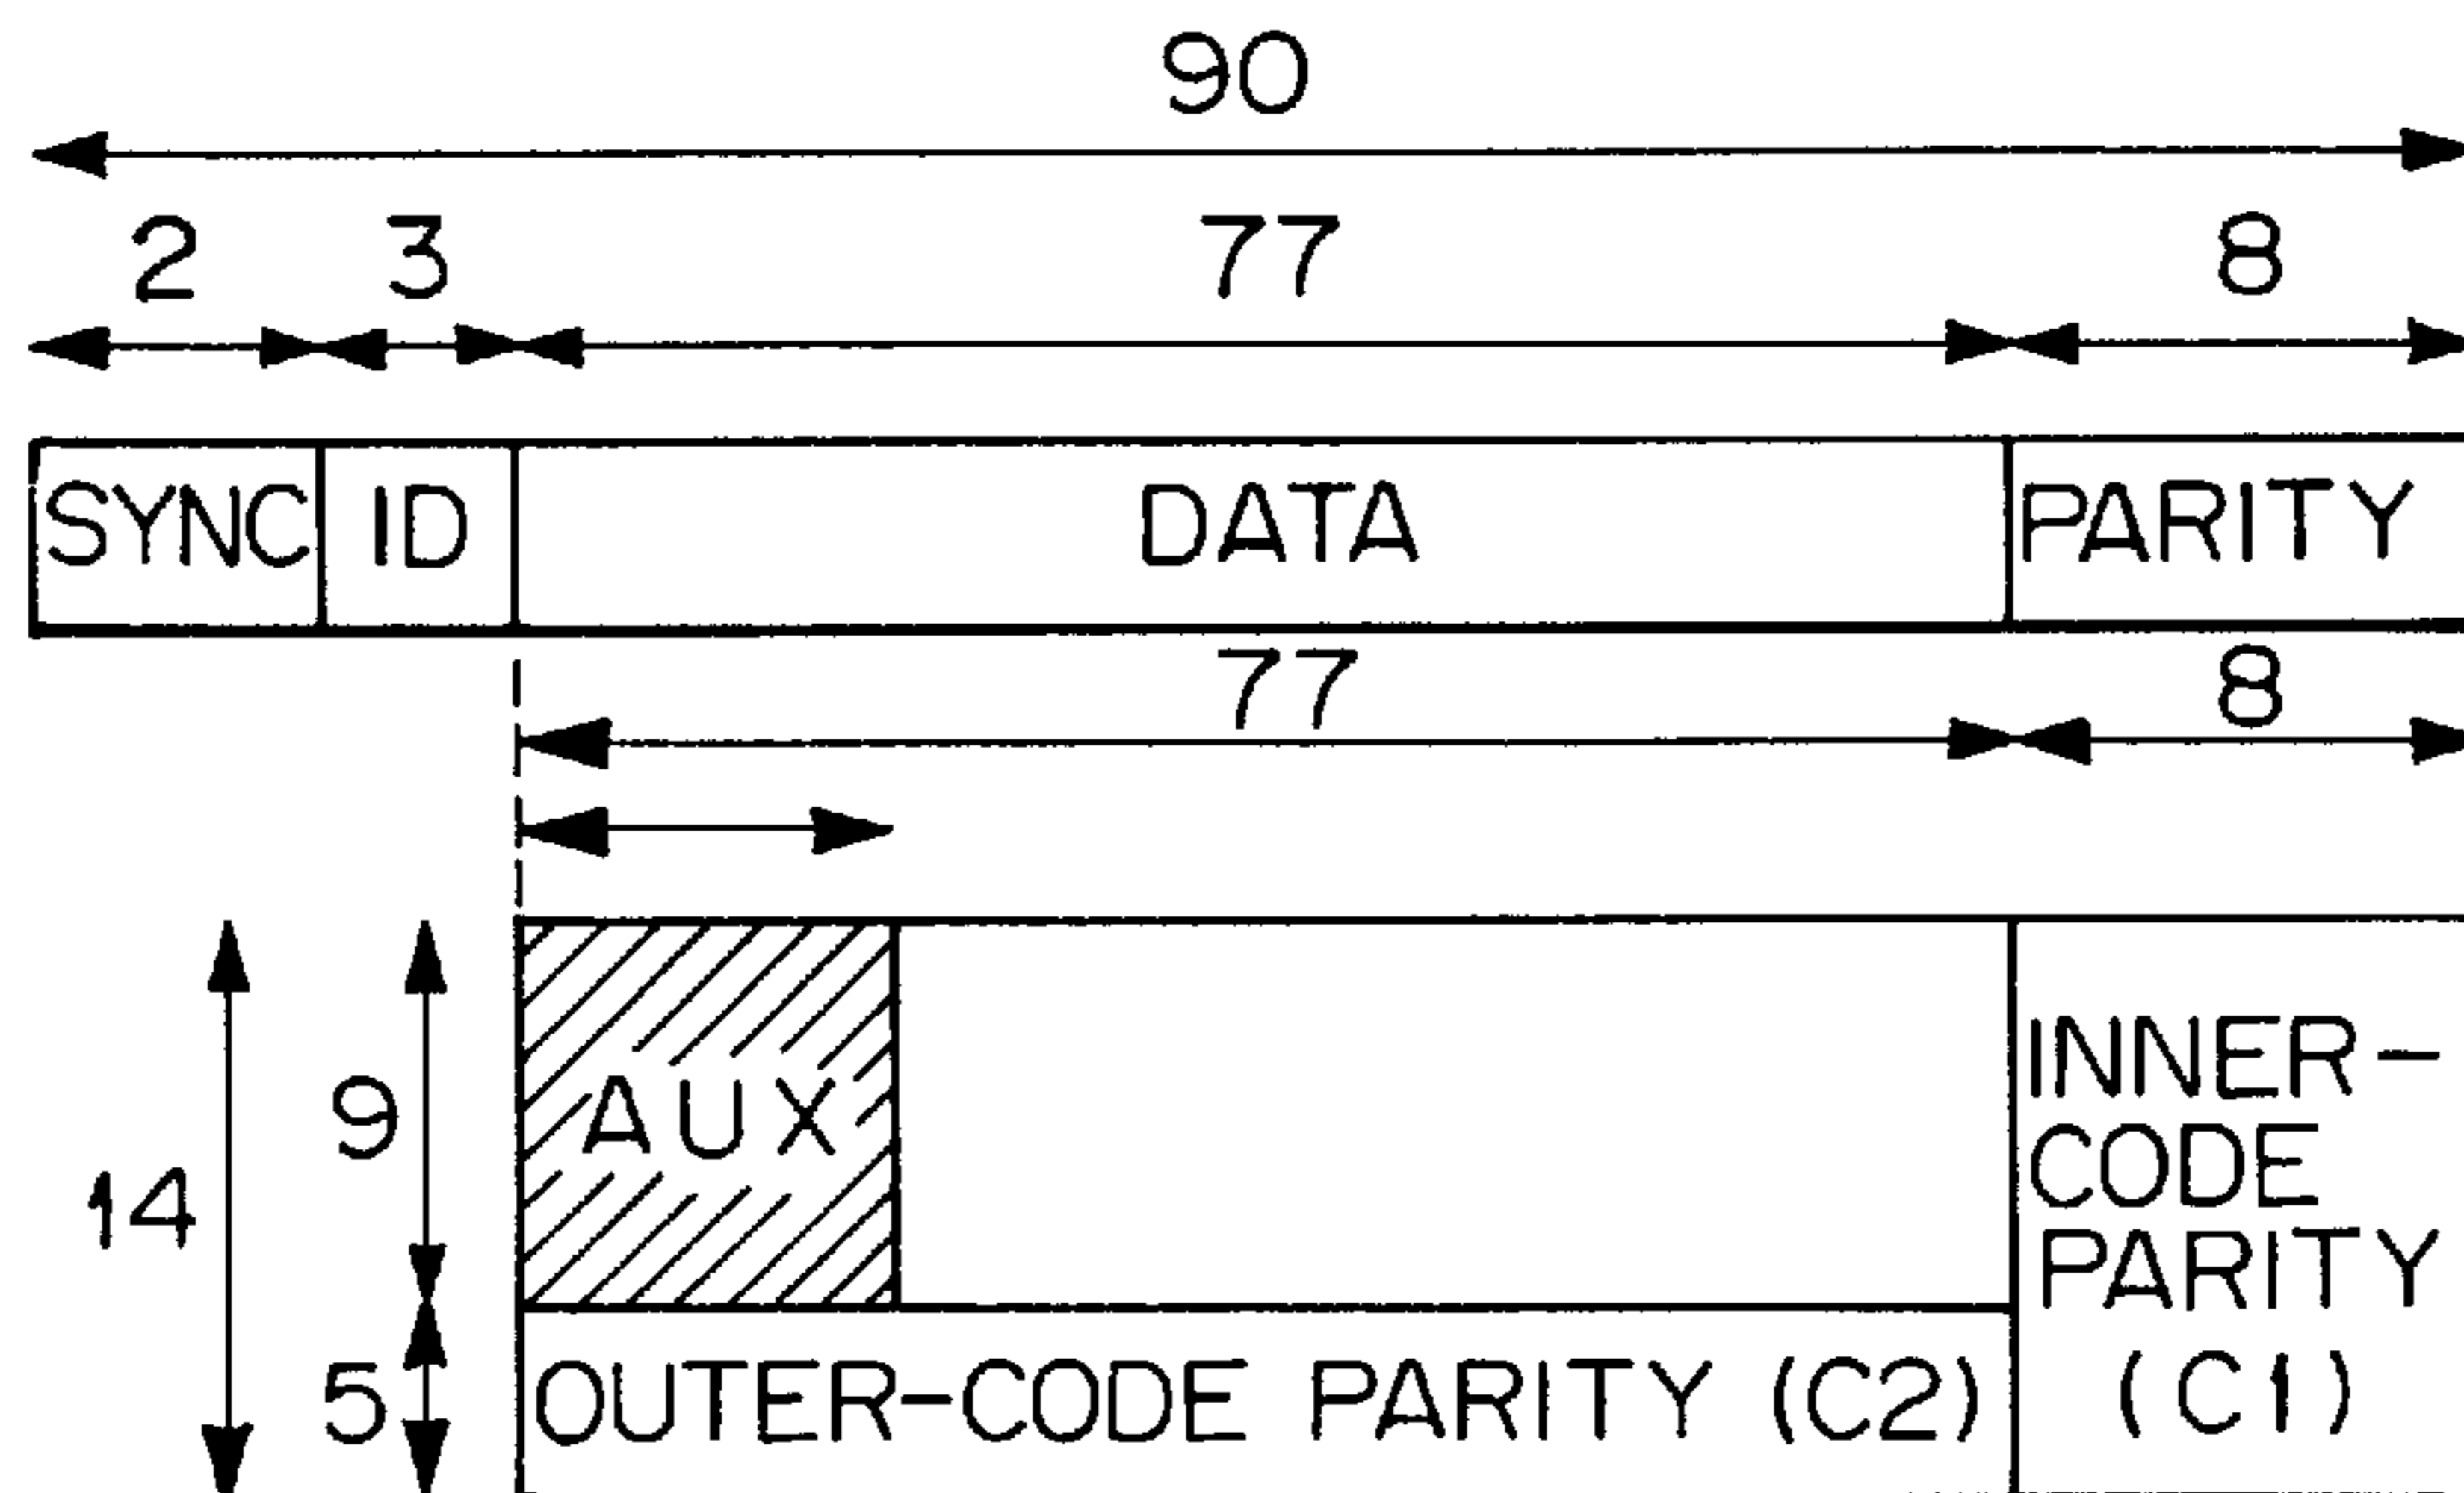 90
2 3 77 8
SYNC ID DATA PARITY
77 8
14
9
AUX
INNER-
CODE
PARITY
(C1)
5
OUTER-CODE PARITY (C2)